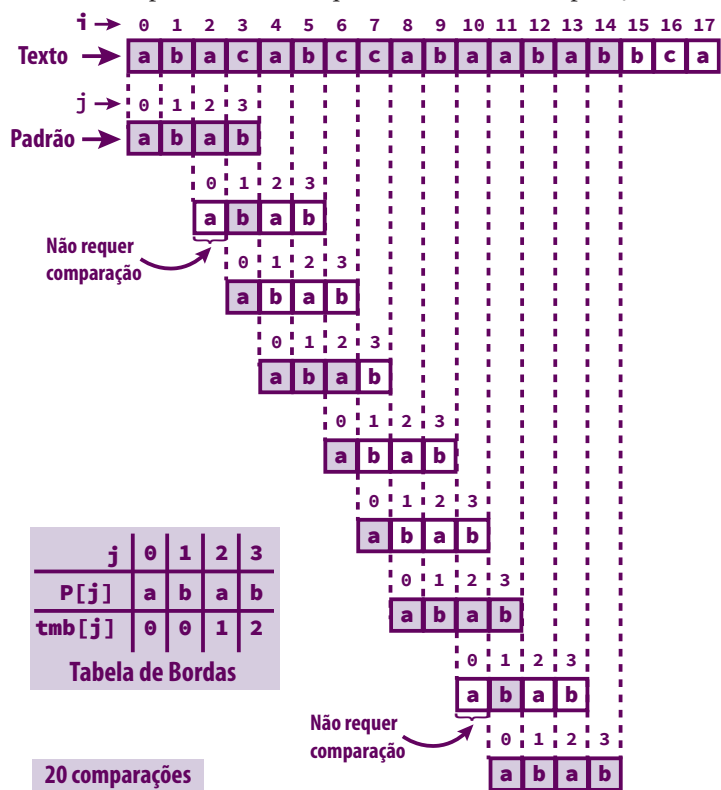 i → 0 1 2 3 4 5 6 7 8 9 10 11 12 13 14 15 16 17
Texto → a b a c a b c c a b a a b a b b c a
j → 0 1 2 3
Padrão → a b a b
0 1 2 3
a b a b
Não requer
comparação
0 1 2 3
a b a b
0 1 2 3
a b a b
0 1 2 3
a b a b
0 1 2 3
a b a b
0 1 2 3
a b a b
0 1 2 3
a b a b
Não requer
comparação
0 1 2 3
a b a b
j 0 1 2 3
P[j] a b a b
tmb[j] 0 0 1 2
Tabela de Bordas
20 comparações